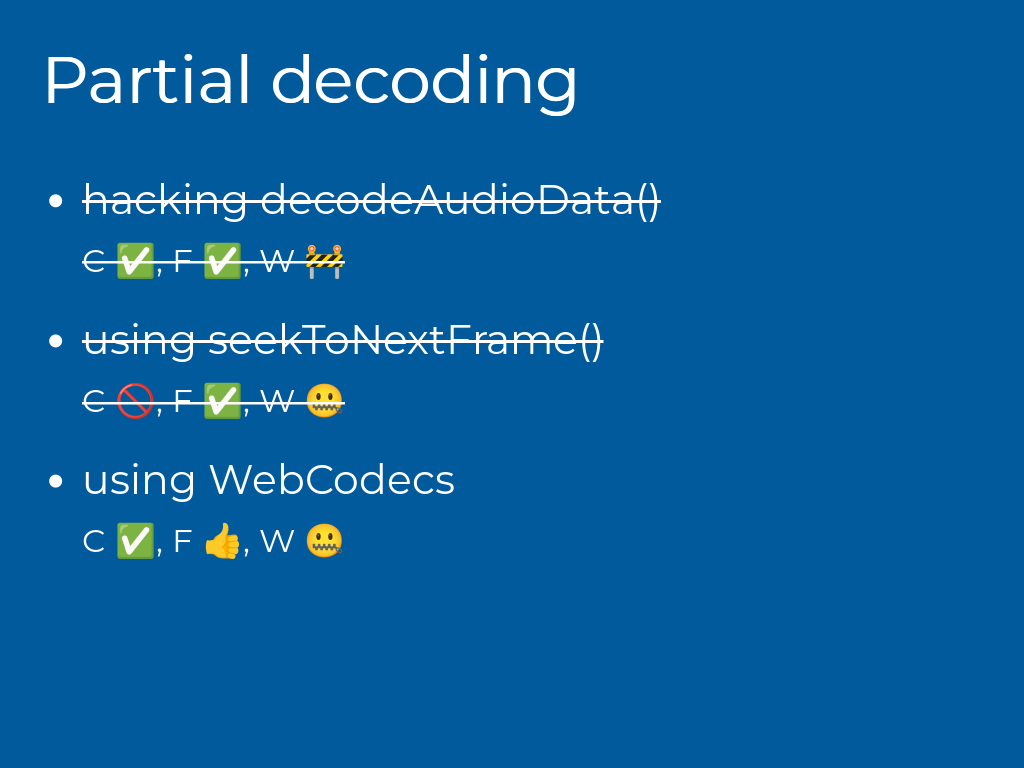 Partial decoding
• hacking decodeAudioData()
C ✅, F ✅, W 🚧
• using seekToNextFrame()
C 🚫, F ✅, W 🤐
• using WebCodecs
C ✅, F 👍, W 🤐